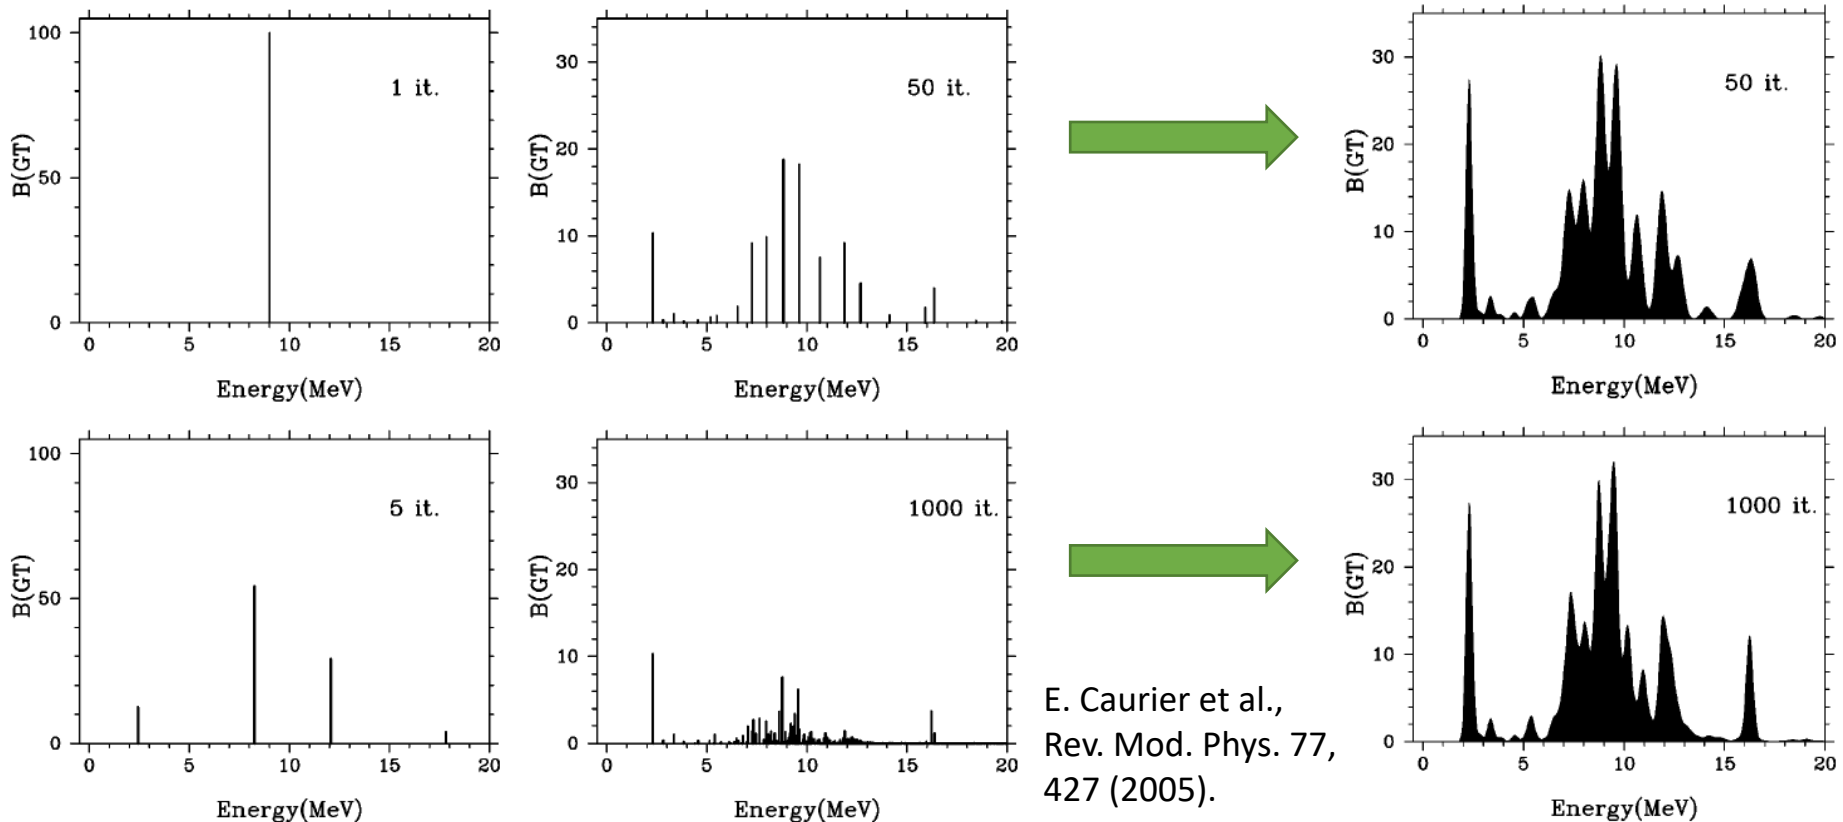 100
50
0
B(GT)
1 it.
0 5 10 15 20
Energy(MeV)
30
20
10
0
B(GT)
50 it.
0 5 10 15 20
Energy(MeV)
30
20
10
0
B(GT)
50 it.
0 5 10 15 20
Energy(MeV)
100
50
0
B(GT)
5 it.
0 5 10 15 20
Energy(MeV)
30
20
10
0
B(GT)
1000 it.
0 5 10 15 20
Energy(MeV)
E. Caurier et al.,
Rev. Mod. Phys. 77,
427 (2005).
30
20
10
0
B(GT)
1000 it.
0 5 10 15 20
Energy(MeV)